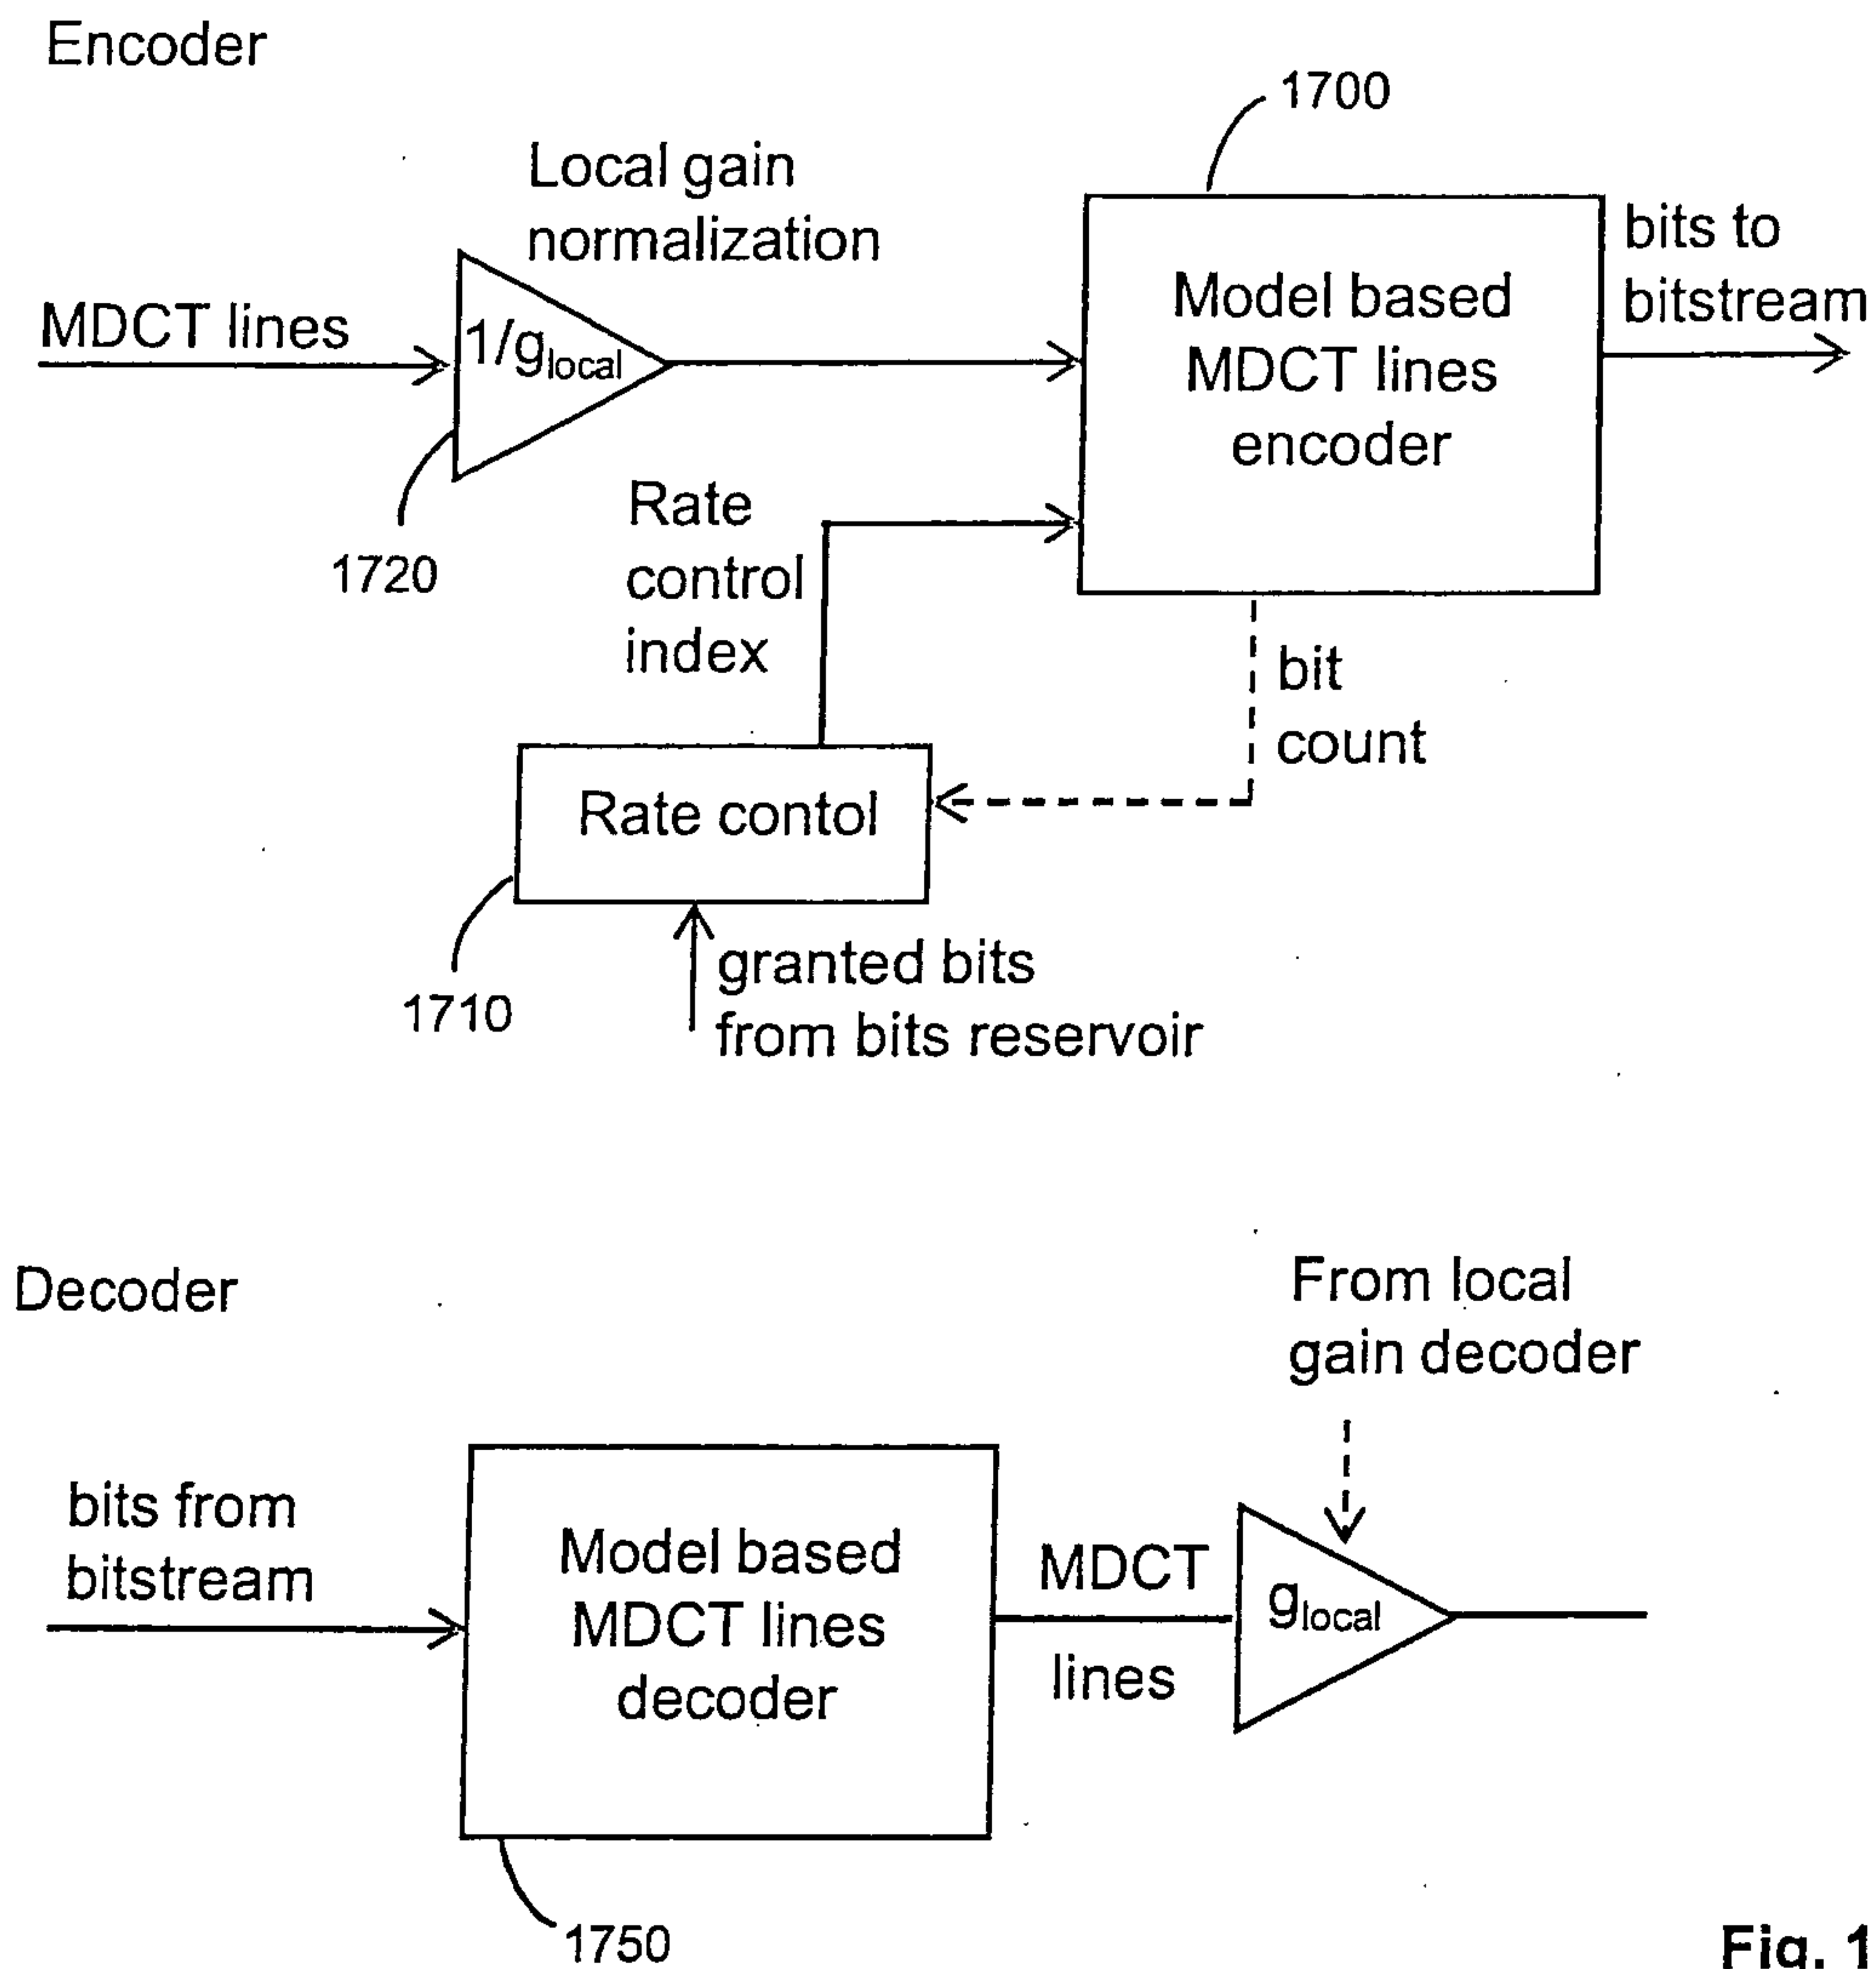 Encoder
1700
Local gain
normalization
MDCT lines
1/glocal
1720
Model based
MDCT lines
encoder
bits to
bitstream
Rate
control
index
bit
count
Rate contol
1710
granted bits
from bits reservoir
Decoder
From local
gain decoder
bits from
bitstream
Model based
MDCT lines
decoder
MDCT
lines
glocal
1750
Fig. 1